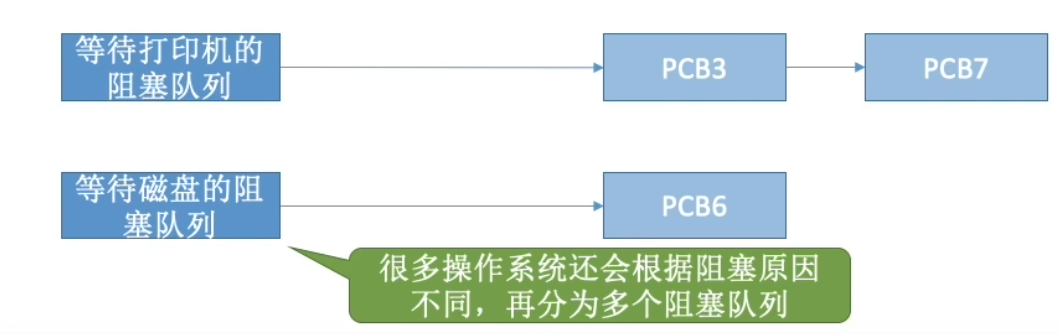 等待打印机的
阻塞队列
PCB3
PCB7
等待磁盘的阻
塞队列
PCB6
很多操作系统还会根据阻塞原因
不同，再分为多个阻塞队列